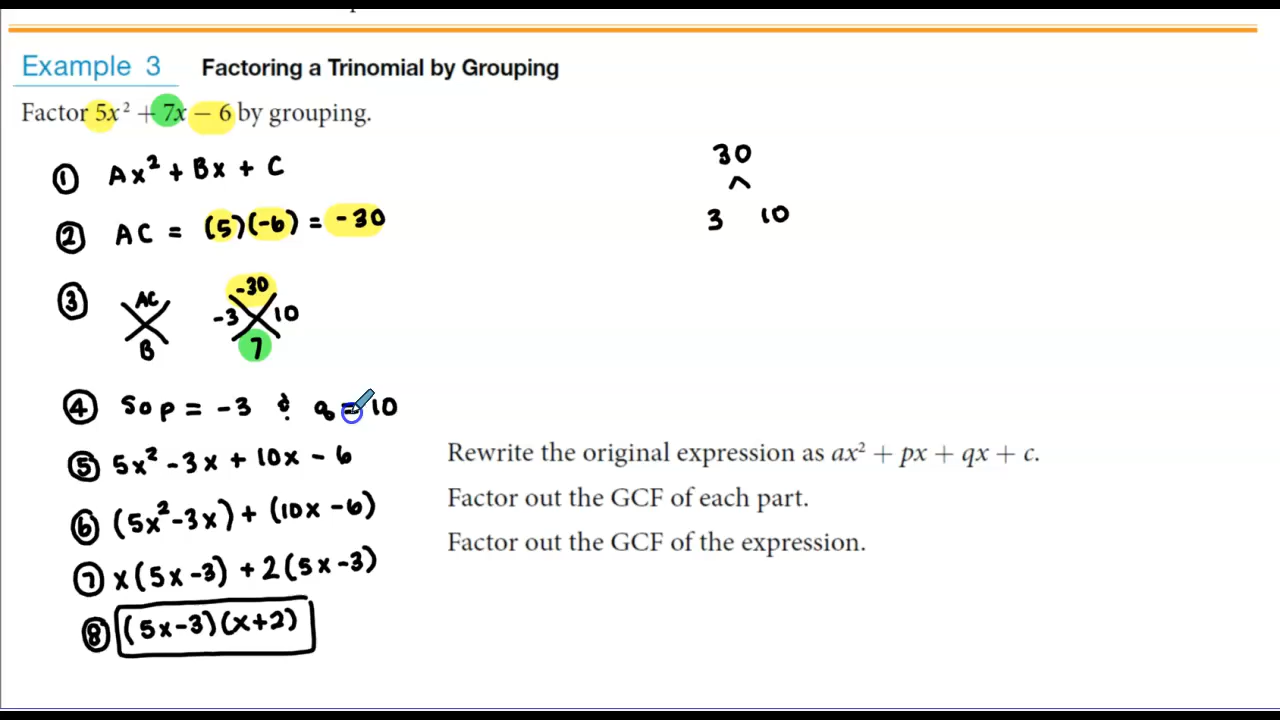 Example 3 Factoring a Trinomial by Grouping
Factor 5x² + 7x − 6 by grouping.
① Ax² + Bx + C
② AC = (5)(-6) = -30
30
3 10
③ AC B -30 -3 10 7
④ So p = -3 & q = 10
⑤ 5x² - 3x + 10x - 6
Rewrite the original expression as ax² + px + qx + c.
⑥ (5x² - 3x) + (10x - 6)
Factor out the GCF of each part.
⑦ x(5x - 3) + 2(5x - 3)
Factor out the GCF of the expression.
⑧ (5x - 3)(x + 2)